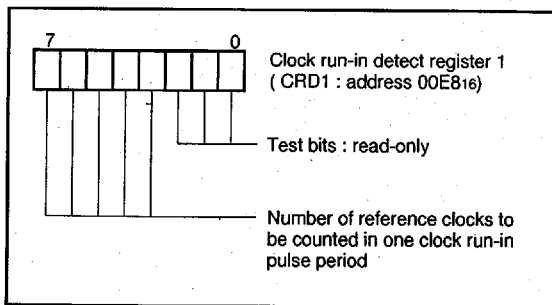 7 0
Clock run-in detect register 1
( CRD1 : address 00E816)
Test bits : read-only
Number of reference clocks to
be counted in one clock run-in
pulse period